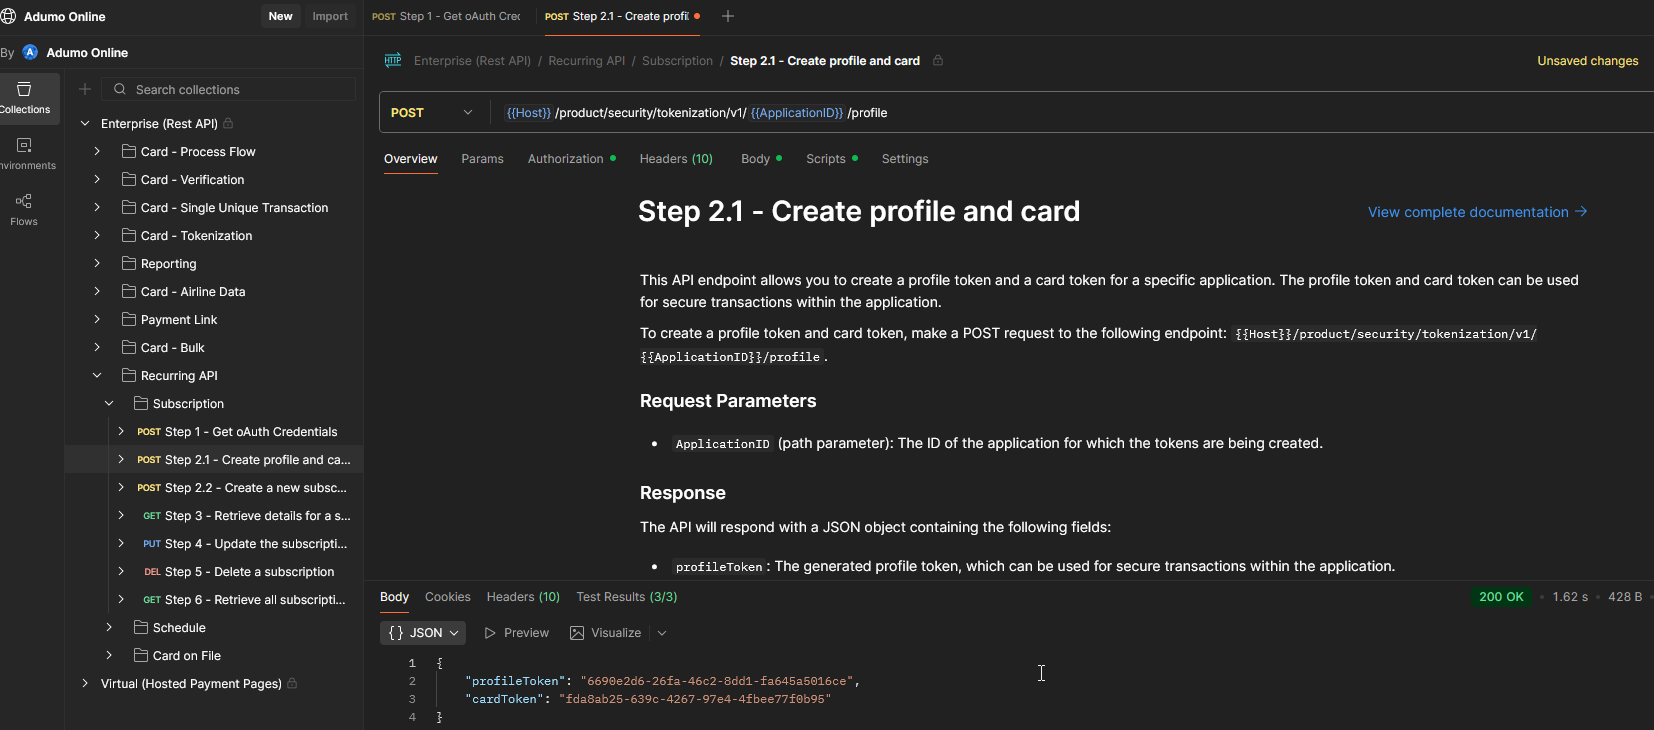 Adumo Online
New
Import
POST Step 1 - Get oAuth Cred
POST Step 2.1 - Create profil
By A Adumo Online
HTTP Enterprise (Rest API) / Recurring API / Subscription / Step 2.1 - Create profile and card
Unsaved changes
Collections
Search collections
POST {{Host}} /product/security/tokenization/v1/ {{ApplicationID}} /profile
Enterprise (Rest API)
Card - Process Flow
Overview Params Authorization Headers (10) Body Scripts Settings
nvironments
Card - Verification
Card - Single Unique Transaction
Flows
Card - Tokenization
Reporting
Card - Airline Data
Payment Link
Card - Bulk
Recurring API
Subscription
POST Step 1 - Get oAuth Credentials
POST Step 2.1 - Create profile and ca...
POST Step 2.2 - Create a new subsc...
GET Step 3 - Retrieve details for a s...
PUT Step 4 - Update the subscripti...
DEL Step 5 - Delete a subscription
GET Step 6 - Retrieve all subscripti...
Schedule
Card on File
Virtual (Hosted Payment Pages)
Step 2.1 - Create profile and card
View complete documentation →
This API endpoint allows you to create a profile token and a card token for a specific application. The profile token and card token can be used
for secure transactions within the application.
To create a profile token and card token, make a POST request to the following endpoint: {{Host}}/product/security/tokenization/v1/
{{ApplicationID}}/profile.
Request Parameters
• ApplicationID (path parameter): The ID of the application for which the tokens are being created.
Response
The API will respond with a JSON object containing the following fields:
• profileToken: The generated profile token, which can be used for secure transactions within the application.
Body Cookies Headers (10) Test Results (3/3)
200 OK • 1.62 s • 428 B •
{} JSON Preview Visualize
1 {
2 "profileToken": "6690e2d6-26fa-46c2-8dd1-fa645a5016ce",
3 "cardToken": "fda8ab25-639c-4267-97e4-4fbee77f0b95"
4 }